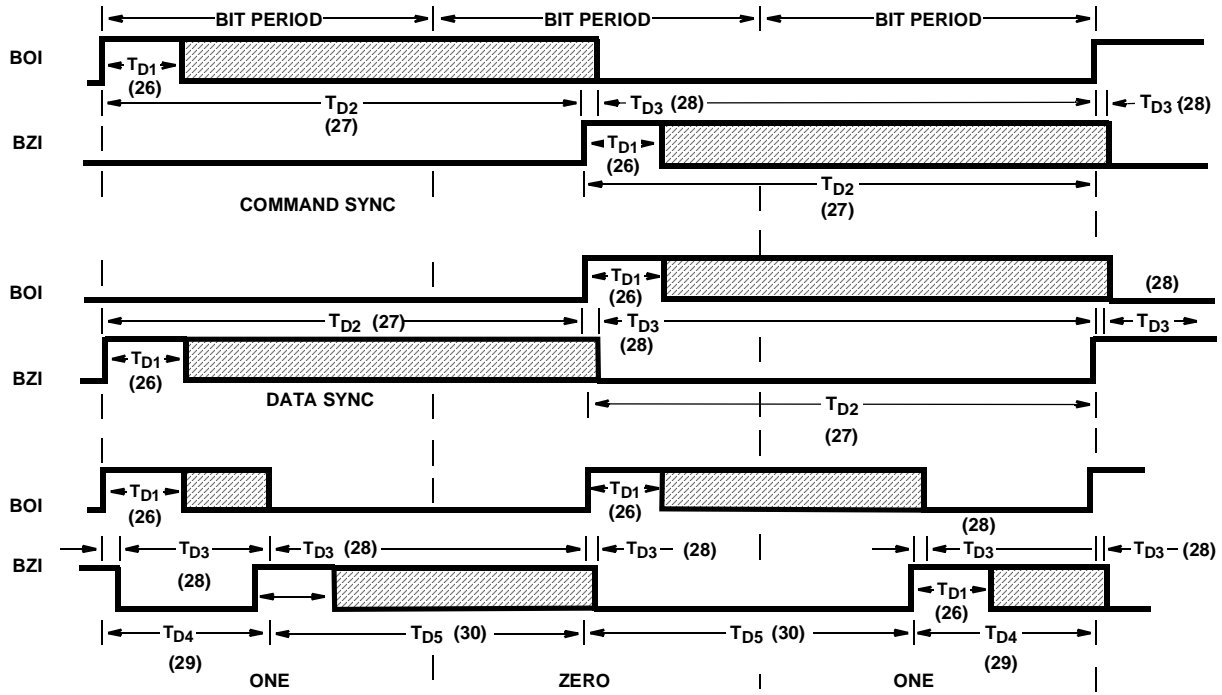 BIT PERIOD BIT PERIOD BIT PERIOD
BOI
TD1
(26)
TD2
(27)
TD3 (28)
TD3 (28)
BZI
TD1
(26)
TD2
(27)
COMMAND SYNC
BOI
TD1
(26)
(28)
TD2 (27)
TD3
(28)
TD3
BZI
TD1
(26)
DATA SYNC
TD2
(27)
BOI
TD1
(26)
TD1
(26)
(28)
BZI
TD3
(28)
TD3 (28)
TD3 (28)
TD3
TD3 (28)
TD1
(26)
TD4
(29)
TD5 (30)
TD5 (30)
TD4
(29)
ONE ZERO ONE